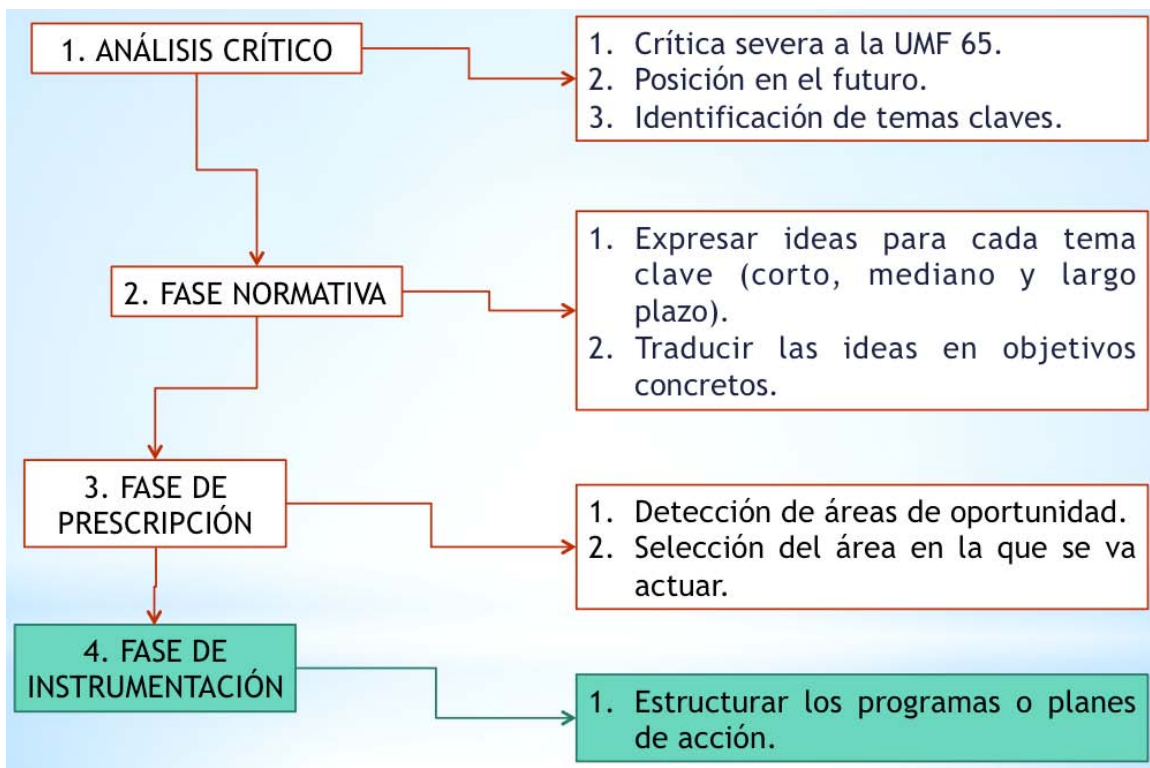 1. ANÁLISIS CRÍTICO
1. Crítica severa a la UMF 65.
2. Posición en el futuro.
3. Identificación de temas claves.
2. FASE NORMATIVA
1. Expresar ideas para cada tema
clave (corto, mediano y largo
plazo).
2. Traducir las ideas en objetivos
concretos.
3. FASE DE
PRESCRIPCIÓN
1. Detección de áreas de oportunidad.
2. Selección del área en la que se va
actuar.
4. FASE DE
INSTRUMENTACIÓN
1. Estructurar los programas o planes
de acción.